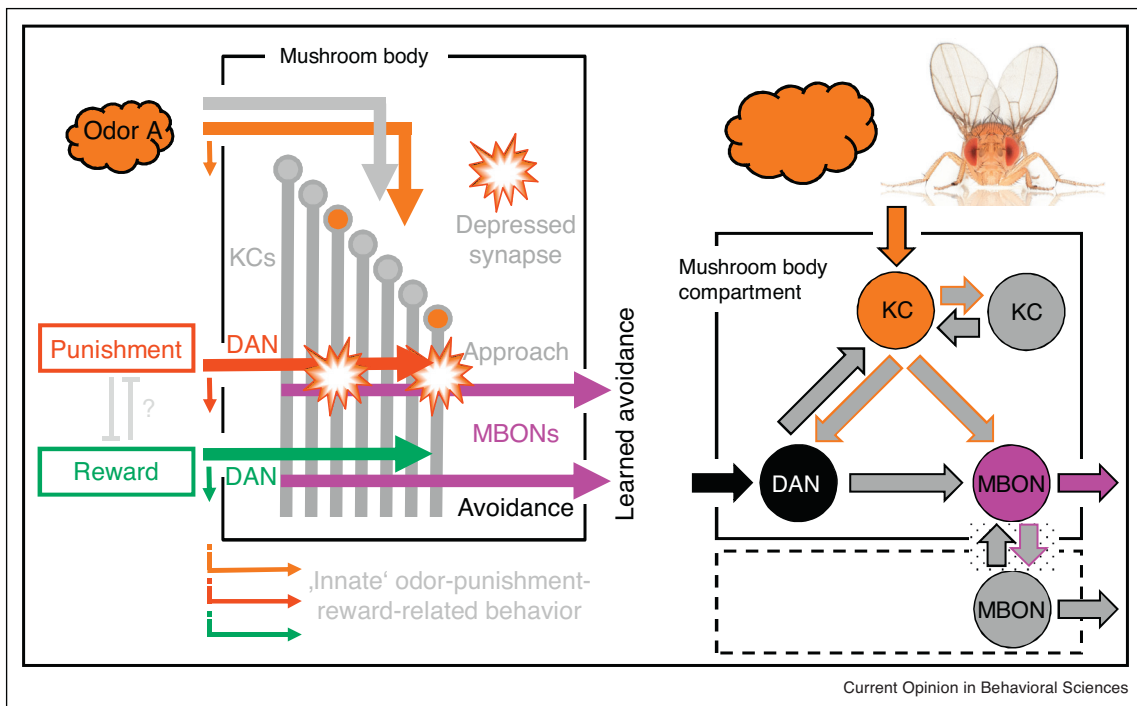 Mushroom body
Odor A
KCs
Depressed
synapse
Punishment
DAN
Approach
?
MBONs
Reward
DAN
Avoidance
Learned avoidance
‚Innate‘ odor-punishment-
reward-related behavior
Mushroom body
compartment
KC
KC
DAN
MBON
MBON
Current Opinion in Behavioral Sciences